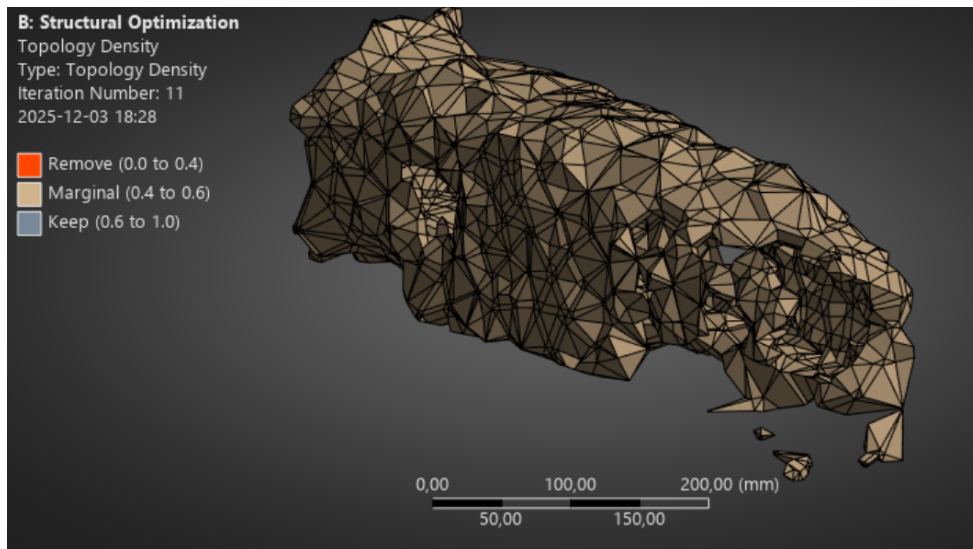 B: Structural Optimization
Topology Density
Type: Topology Density
Iteration Number: 11
2025-12-03 18:28
Remove (0.0 to 0.4)
Marginal (0.4 to 0.6)
Keep (0.6 to 1.0)
0,00 100,00 200,00 (mm)
50,00 150,00